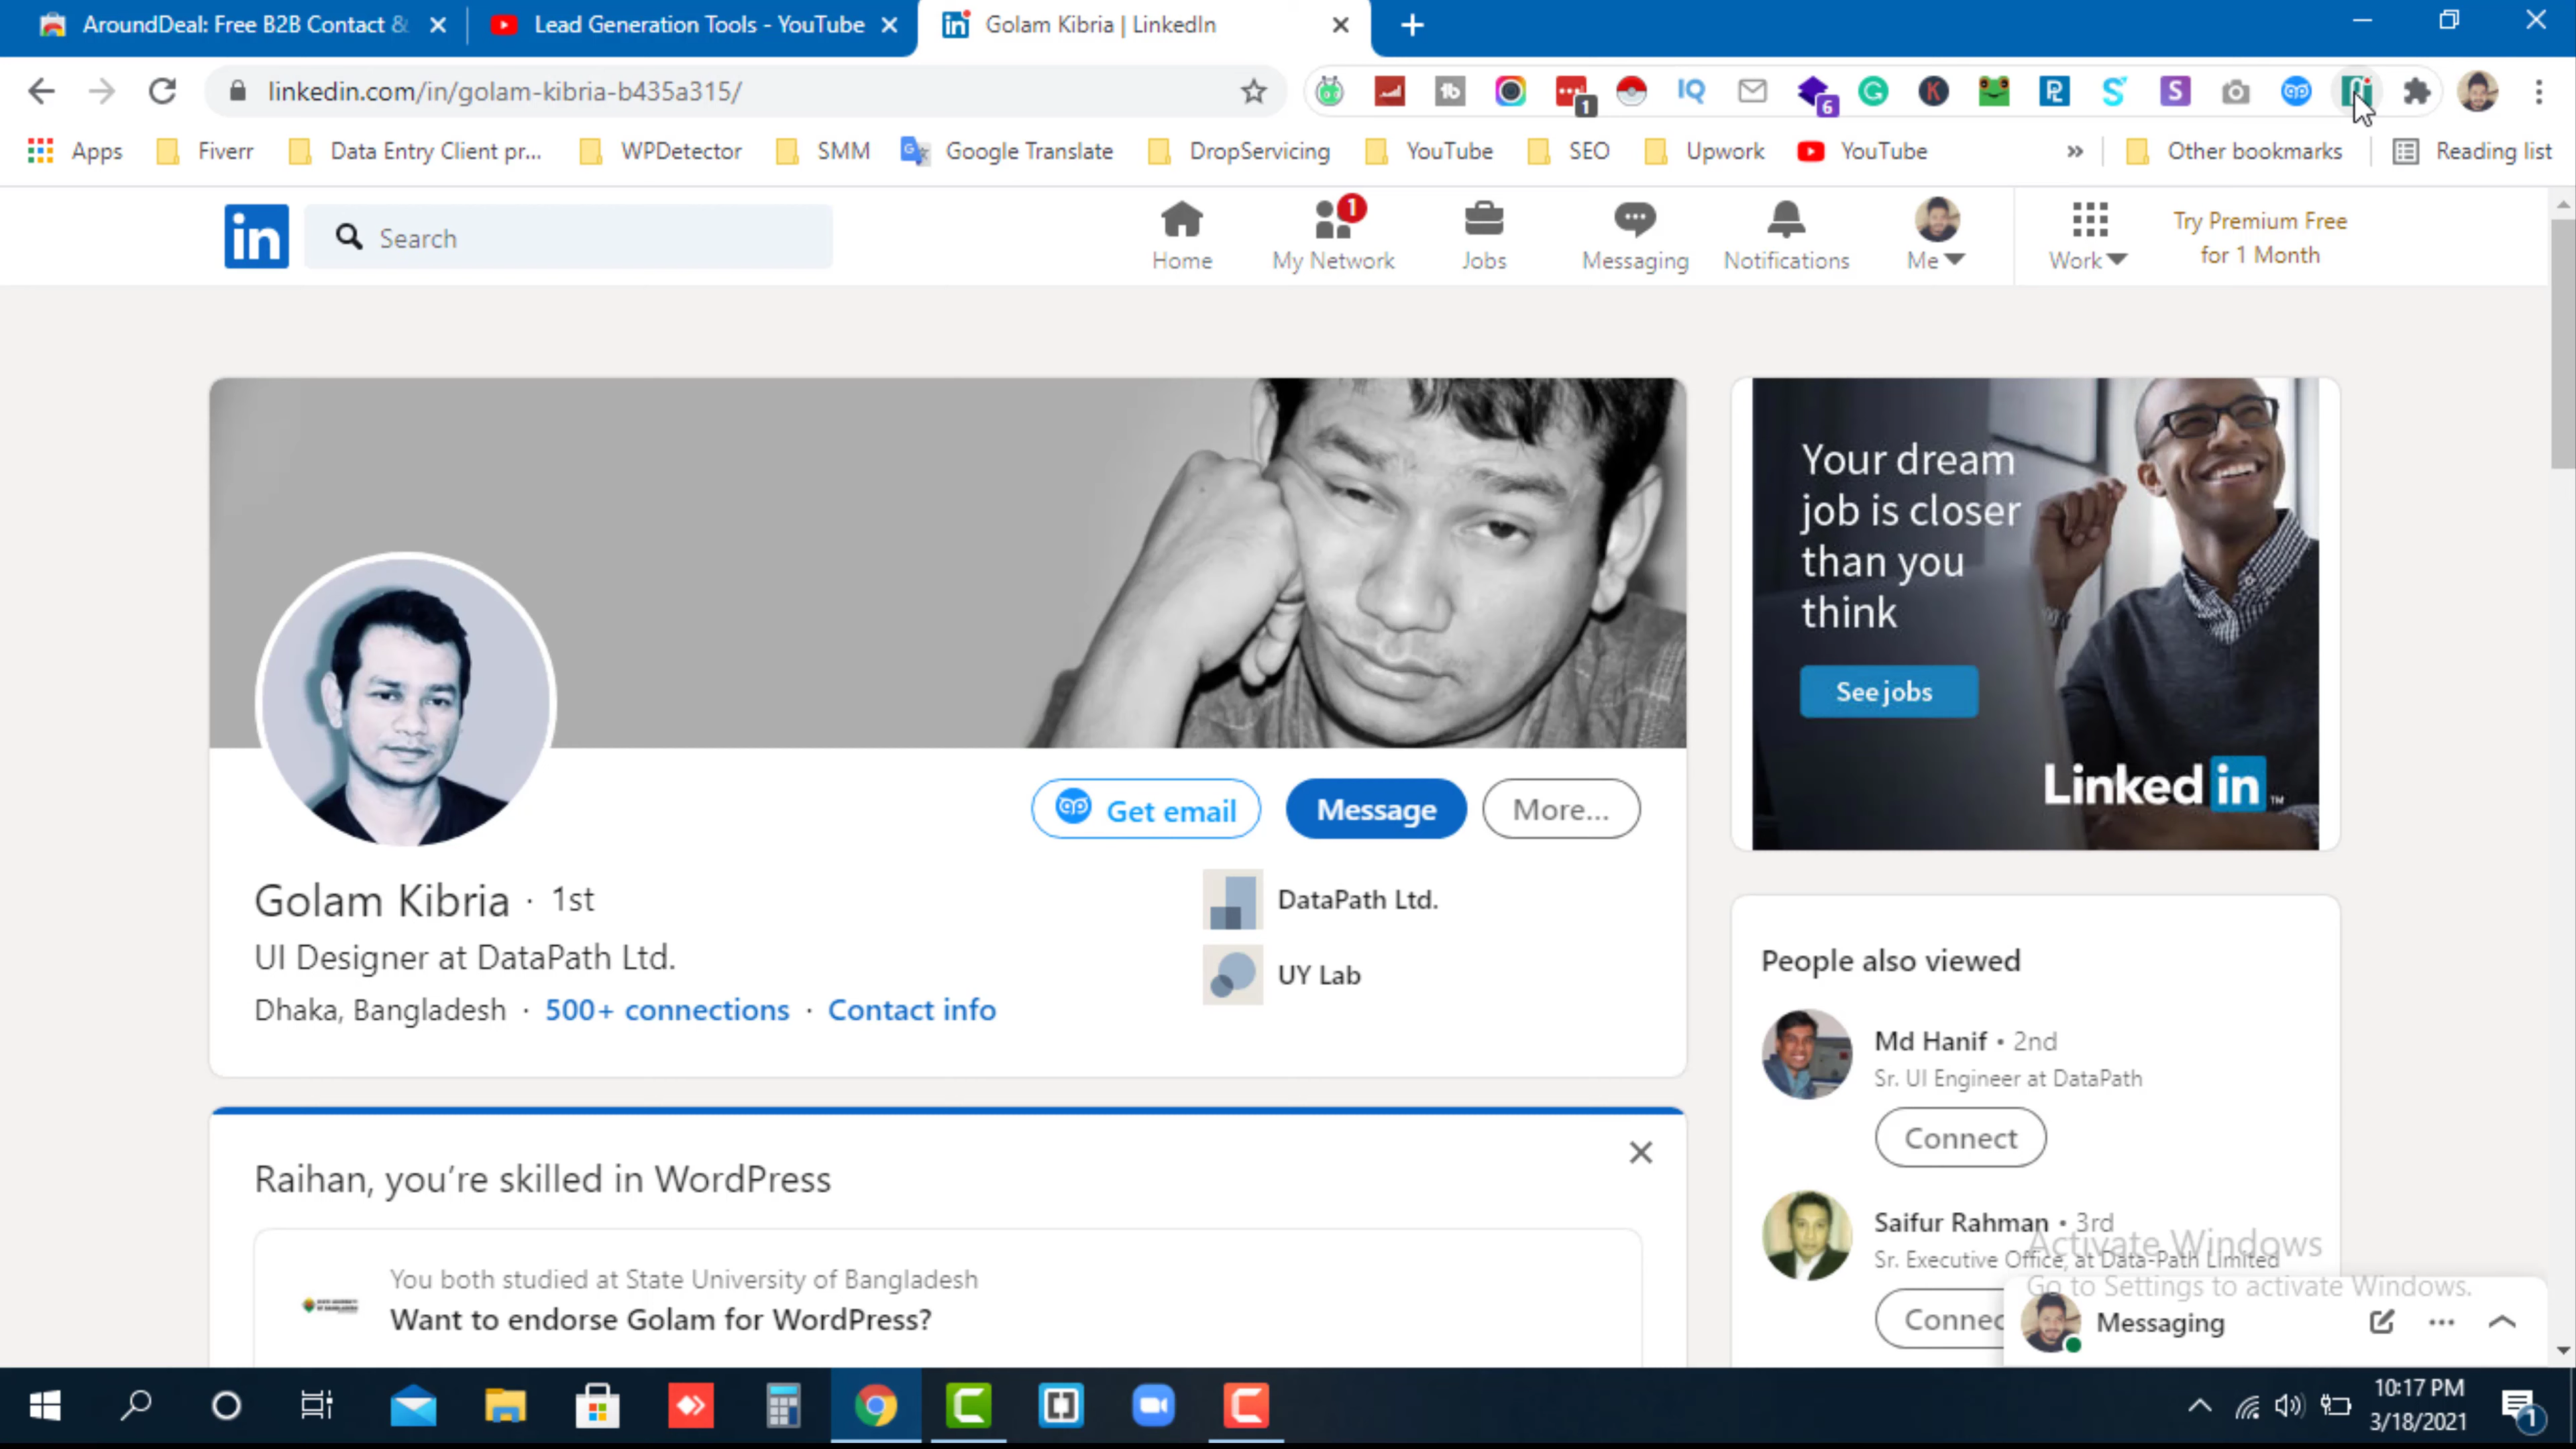 AroundDeal: Free B2B Contact &
Lead Generation Tools - YouTube
Golam Kibria | LinkedIn
linkedin.com/in/golam-kibria-b435a315/
1
IQ
6
Apps
Fiverr
Data Entry Client pr...
WPDetector
SMM
Google Translate
DropServicing
YouTube
SEO
Upwork
YouTube
»
Other bookmarks
Reading list
in
Search
Home
1
My Network
Jobs
Messaging
Notifications
Me
Work
Try Premium Free
for 1 Month
Your dream
job is closer
than you
think
See jobs
Linked in
Get email
Message
More...
Golam Kibria · 1st
UI Designer at DataPath Ltd.
Dhaka, Bangladesh · 500+ connections · Contact info
DataPath Ltd.
UY Lab
People also viewed
Md Hanif • 2nd
Sr. UI Engineer at DataPath
Connect
Saifur Rahman • 3rd
Sr. Executive Office, at Data-Path Limited
Connec
Activate Windows
Go to Settings to activate Windows.
Messaging
Raihan, you're skilled in WordPress
You both studied at State University of Bangladesh
Want to endorse Golam for WordPress?
10:17 PM
3/18/2021
1